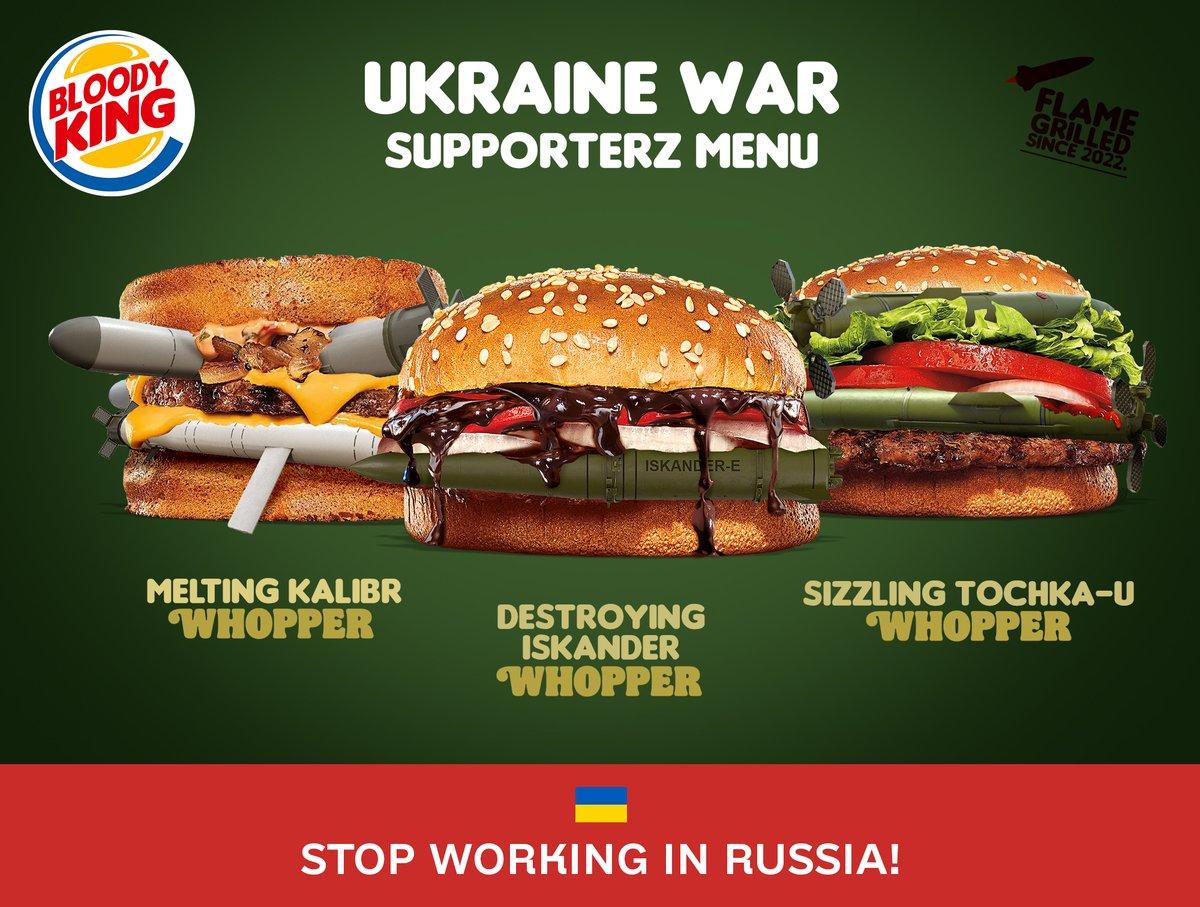 BLOODY
KING
UKRAINE WAR
SUPPORTERZ MENU
FLAME
GRILLED
SINCE 2022.
ISKANDER-E
MELTING KALIBR
WHOPPER
DESTROYING
ISKANDER
WHOPPER
SIZZLING TOCHKA-U
WHOPPER
STOP WORKING IN RUSSIA!